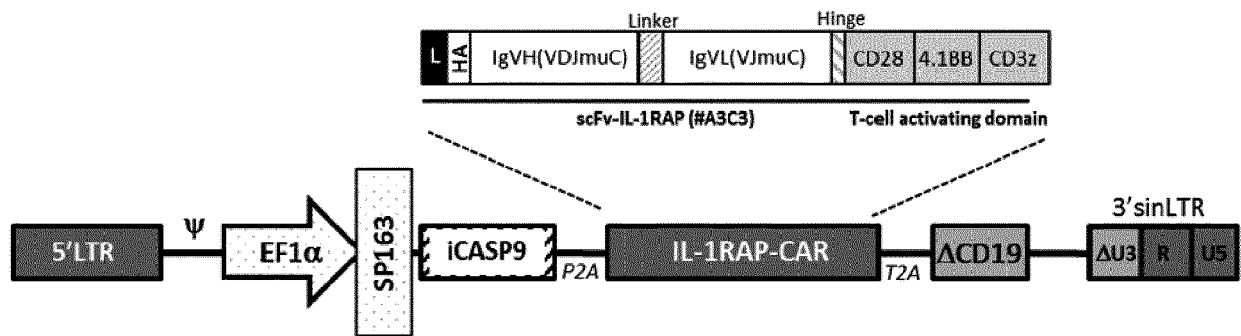 Linker Hinge
L HA IgVH(VDJmuC) IgVL(VJmuC) CD28 4.1BB CD3z
scFv-IL-1RAP (#A3C3) T-cell activating domain
3'sinLTR
5'LTR Ψ EF1α SP163 iCASP9 P2A IL-1RAP-CAR T2A ΔCD19 ΔU3 R U5